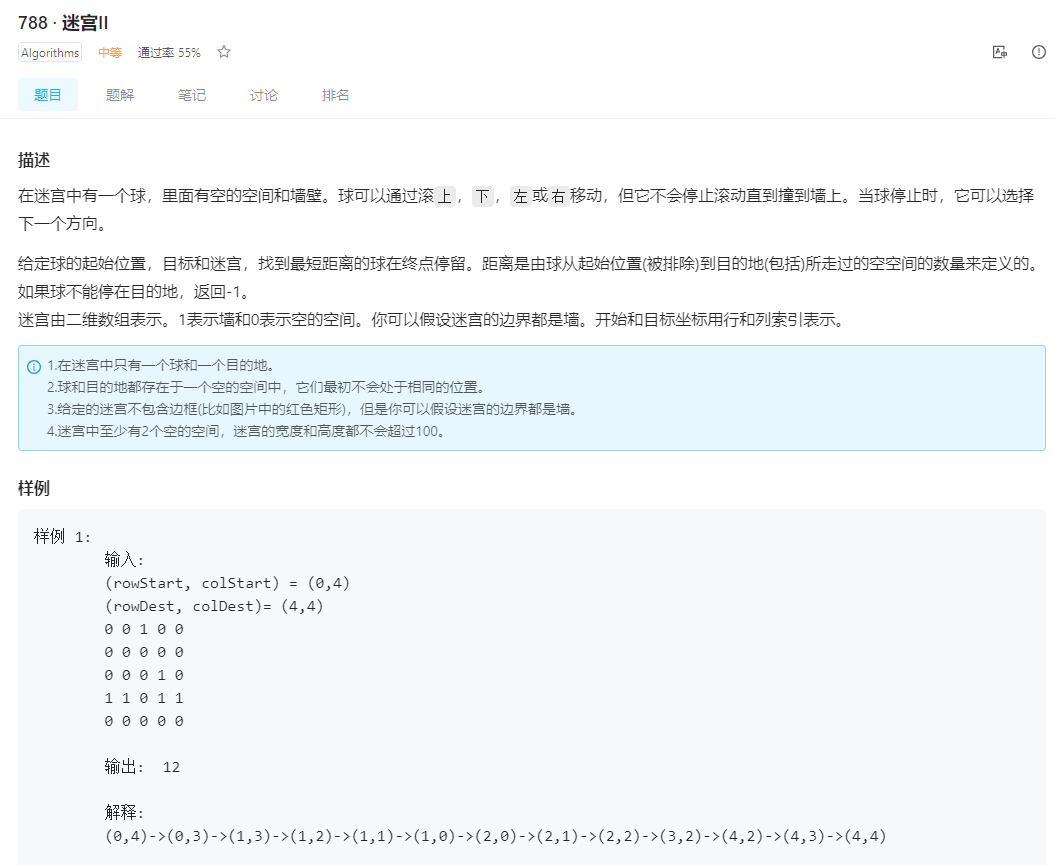 788 · 迷宫II
Algorithms 中等 通过率 55%
题目 题解 笔记 讨论 排名
描述
在迷宫中有一个球，里面有空的空间和墙壁。球可以通过滚上，下，左或右移动，但它不会停止滚动直到撞到墙上。当球停止时，它可以选择
下一个方向。
给定球的起始位置，目标和迷宫，找到最短距离的球在终点停留。距离是由球从起始位置(被排除)到目的地(包括)所走过的空空间的数量来定义的。
如果球不能停在目的地，返回-1。
迷宫由二维数组表示。1表示墙和0表示空的空间。你可以假设迷宫的边界都是墙。开始和目标坐标用行和列索引表示。
1.在迷宫中只有一个球和一个目的地。
2.球和目的地都存在于一个空的空间中，它们最初不会处于相同的位置。
3.给定的迷宫不包含边框(比如图片中的红色矩形)，但是你可以假设迷宫的边界都是墙。
4.迷宫中至少有2个空的空间，迷宫的宽度和高度都不会超过100。
样例
样例 1:
输入:
(rowStart, colStart) = (0,4)
(rowDest, colDest)= (4,4)
0 0 1 0 0
0 0 0 0 0
0 0 0 1 0
1 1 0 1 1
0 0 0 0 0
输出: 12
解释:
(0,4)->(0,3)->(1,3)->(1,2)->(1,1)->(1,0)->(2,0)->(2,1)->(2,2)->(3,2)->(4,2)->(4,3)->(4,4)